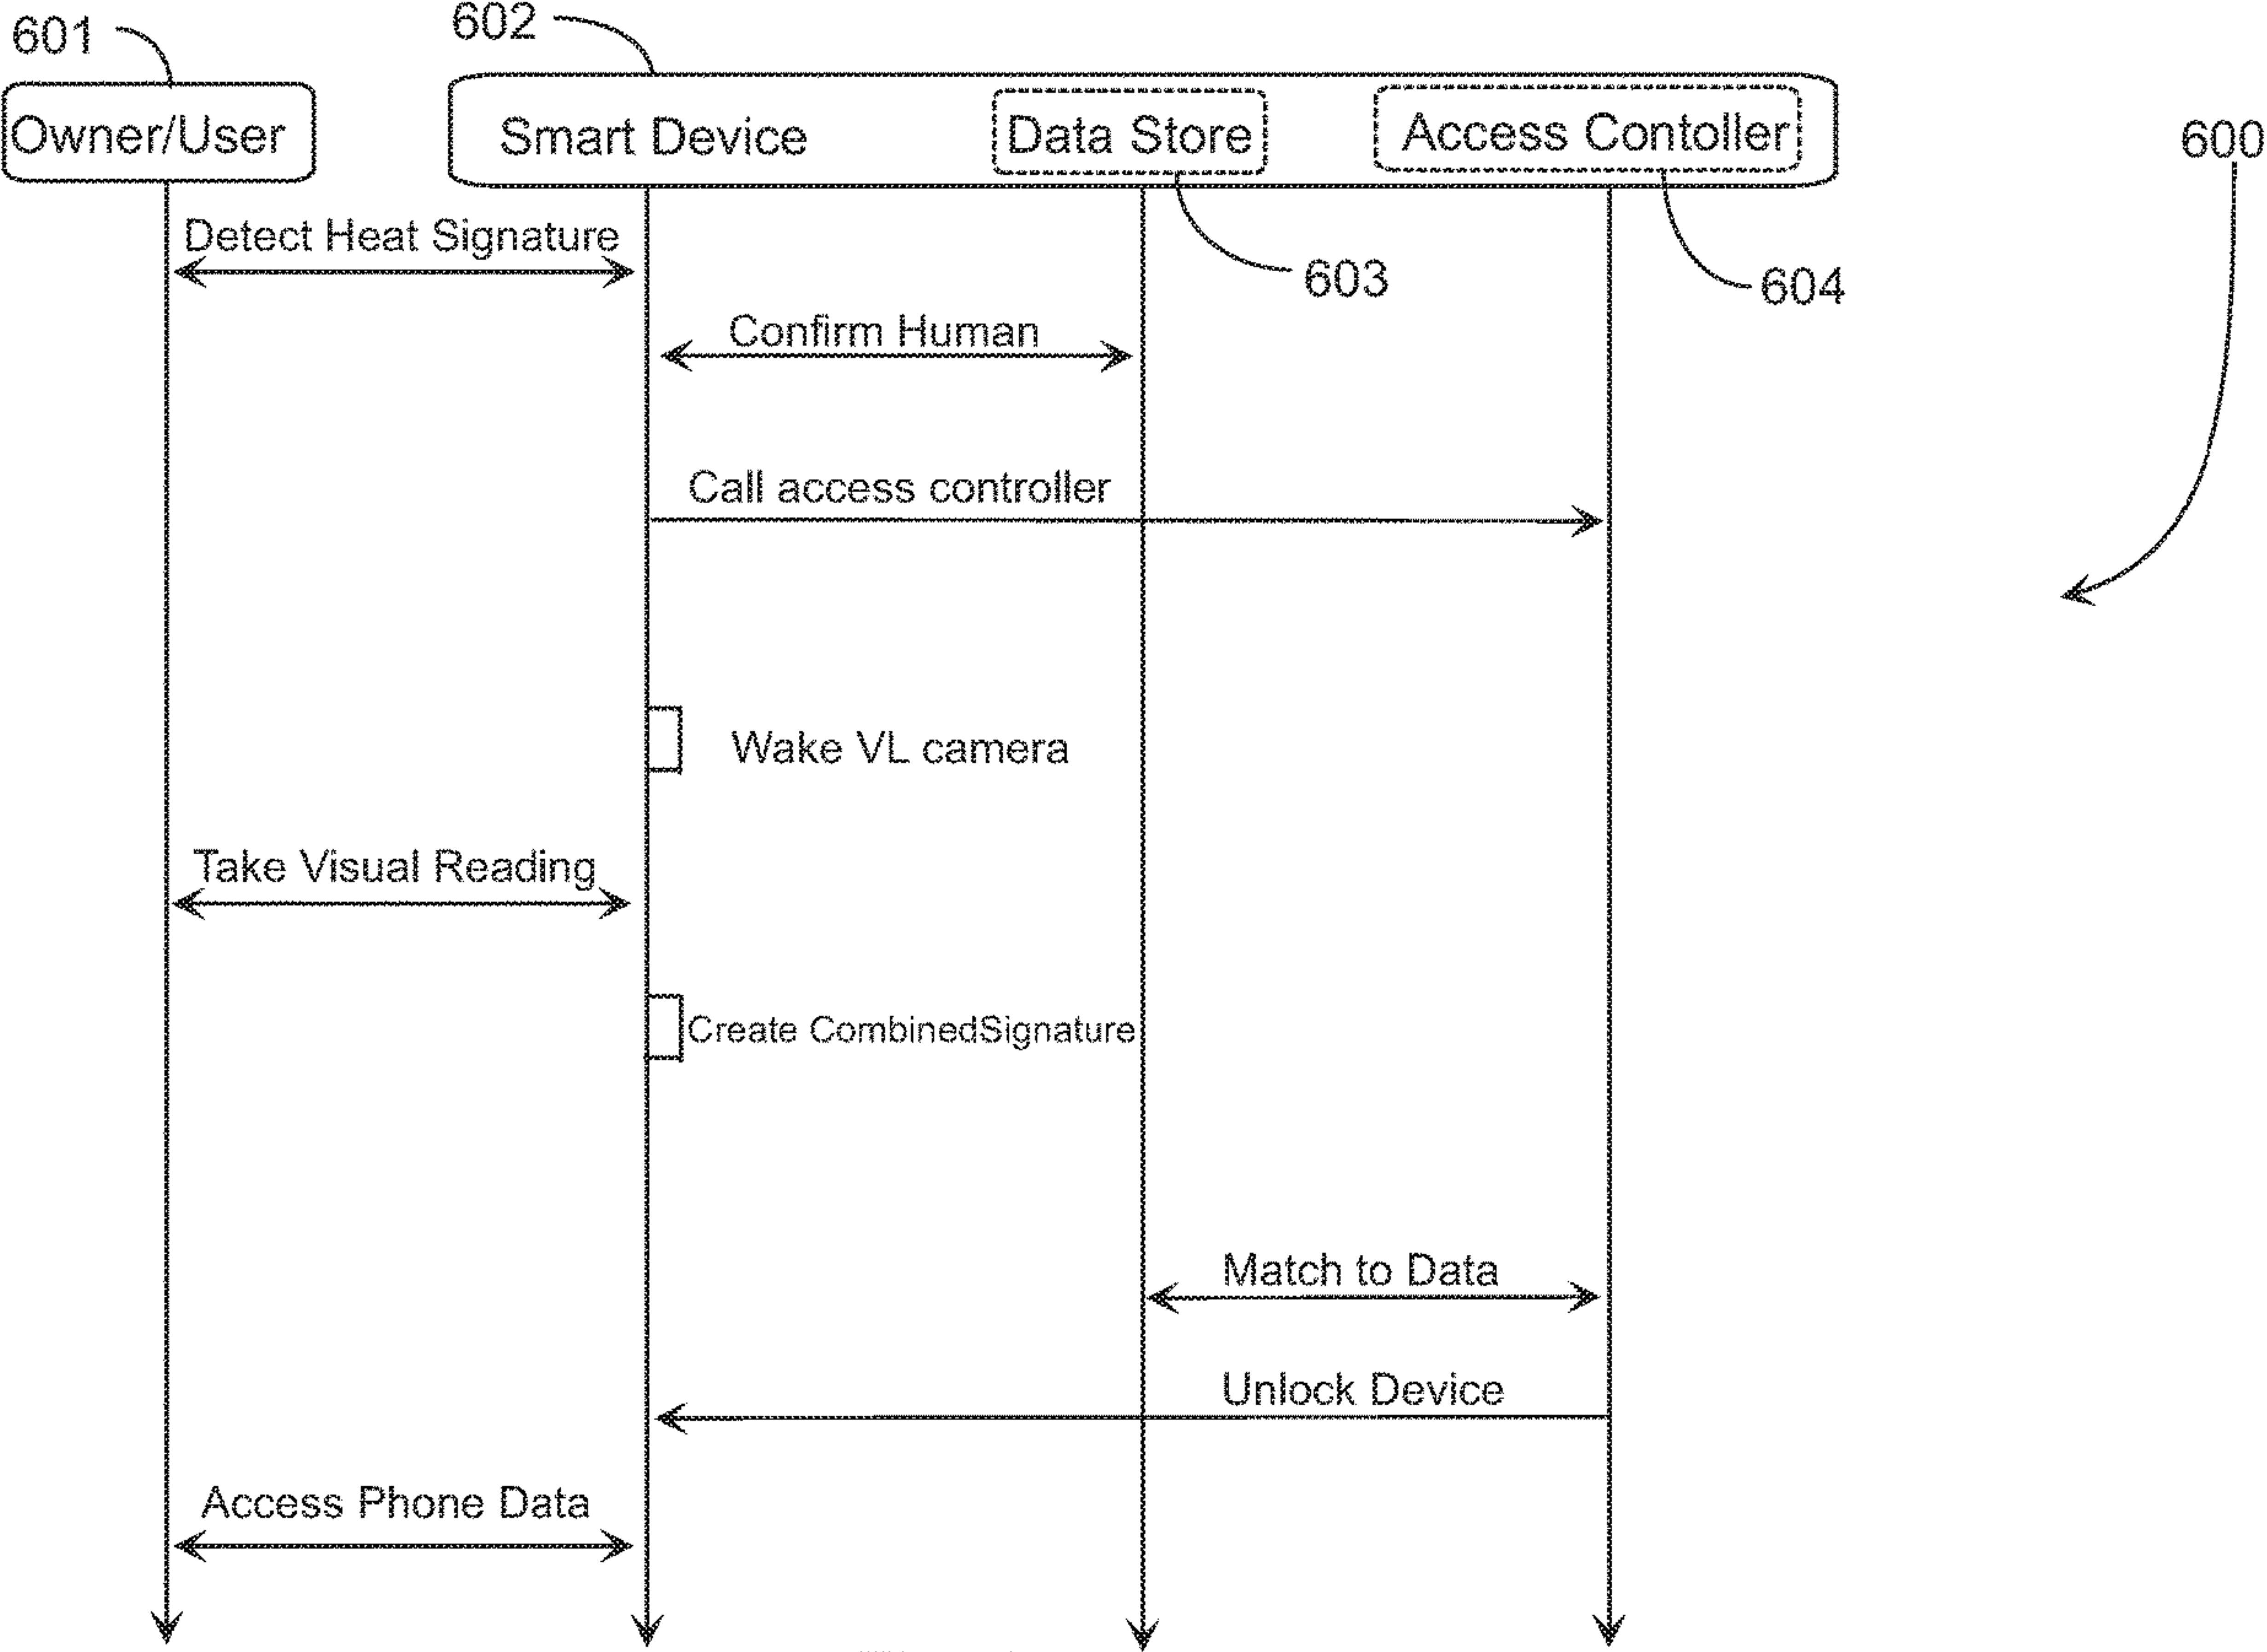 601
602
Owner/User
Smart Device
Data Store
Access Contoller
600
Detect Heat Signature
603
604
Confirm Human
Call access controller
Wake VL camera
Take Visual Reading
Create CombinedSignature
Match to Data
Unlock Device
Access Phone Data